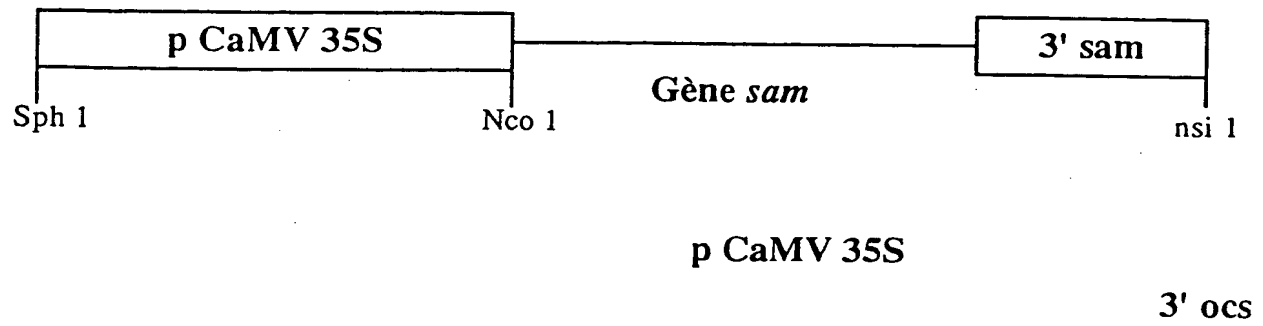 p CaMV 35S
3' sam
Gène sam
Sph 1
Nco 1
nsi 1
p CaMV 35S
3' ocs